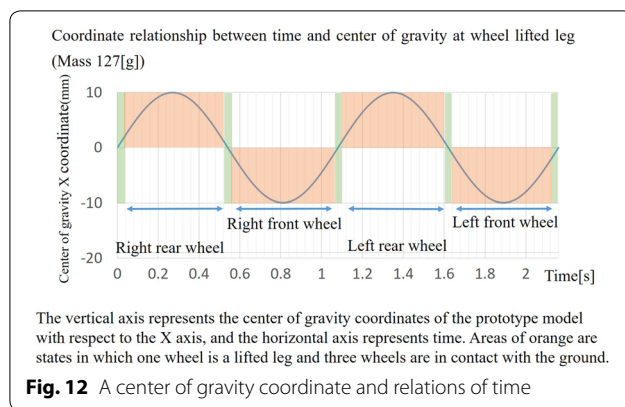 Coordinate relationship between time and center of gravity at wheel lifted leg
(Mass 127[g])
Center of gravity X coordinate(mm)
10
0
-10
-20
Right rear wheel
Right front wheel
Left rear wheel
Left front wheel
0 0.2 0.4 0.6 0.8 1 1.2 1.4 1.6 1.8 2 Time[s]
The vertical axis represents the center of gravity coordinates of the prototype model
with respect to the X axis, and the horizontal axis represents time. Areas of orange are
states in which one wheel is a lifted leg and three wheels are in contact with the ground.
Fig. 12 A center of gravity coordinate and relations of time